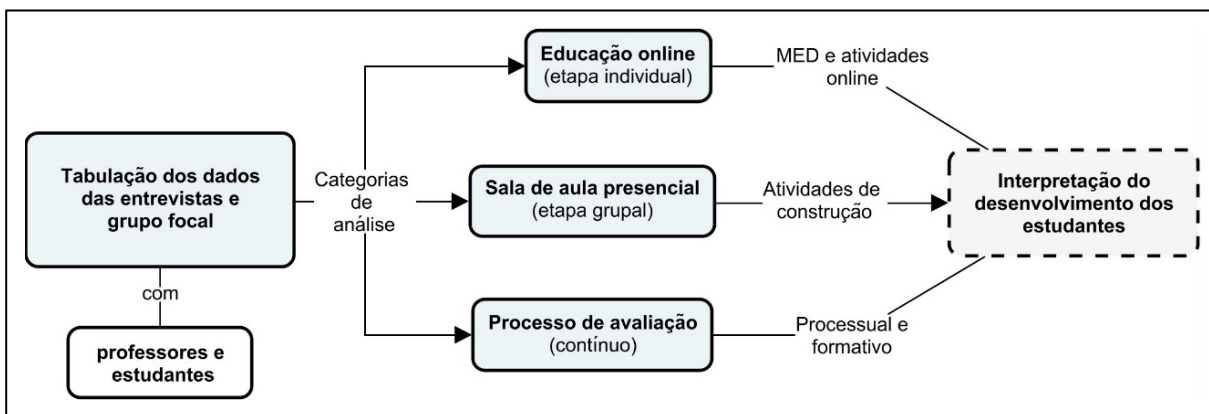 Tabulação dos dados
das entrevistas e
grupo focal
com
professores e
estudantes
Categorias
de
análise
Educação online
(etapa individual)
MED e atividades
online
Sala de aula presencial
(etapa grupal)
Atividades de
construção
Processo de avaliação
(contínuo)
Processual e
formativo
Interpretação do
desenvolvimento dos
estudantes